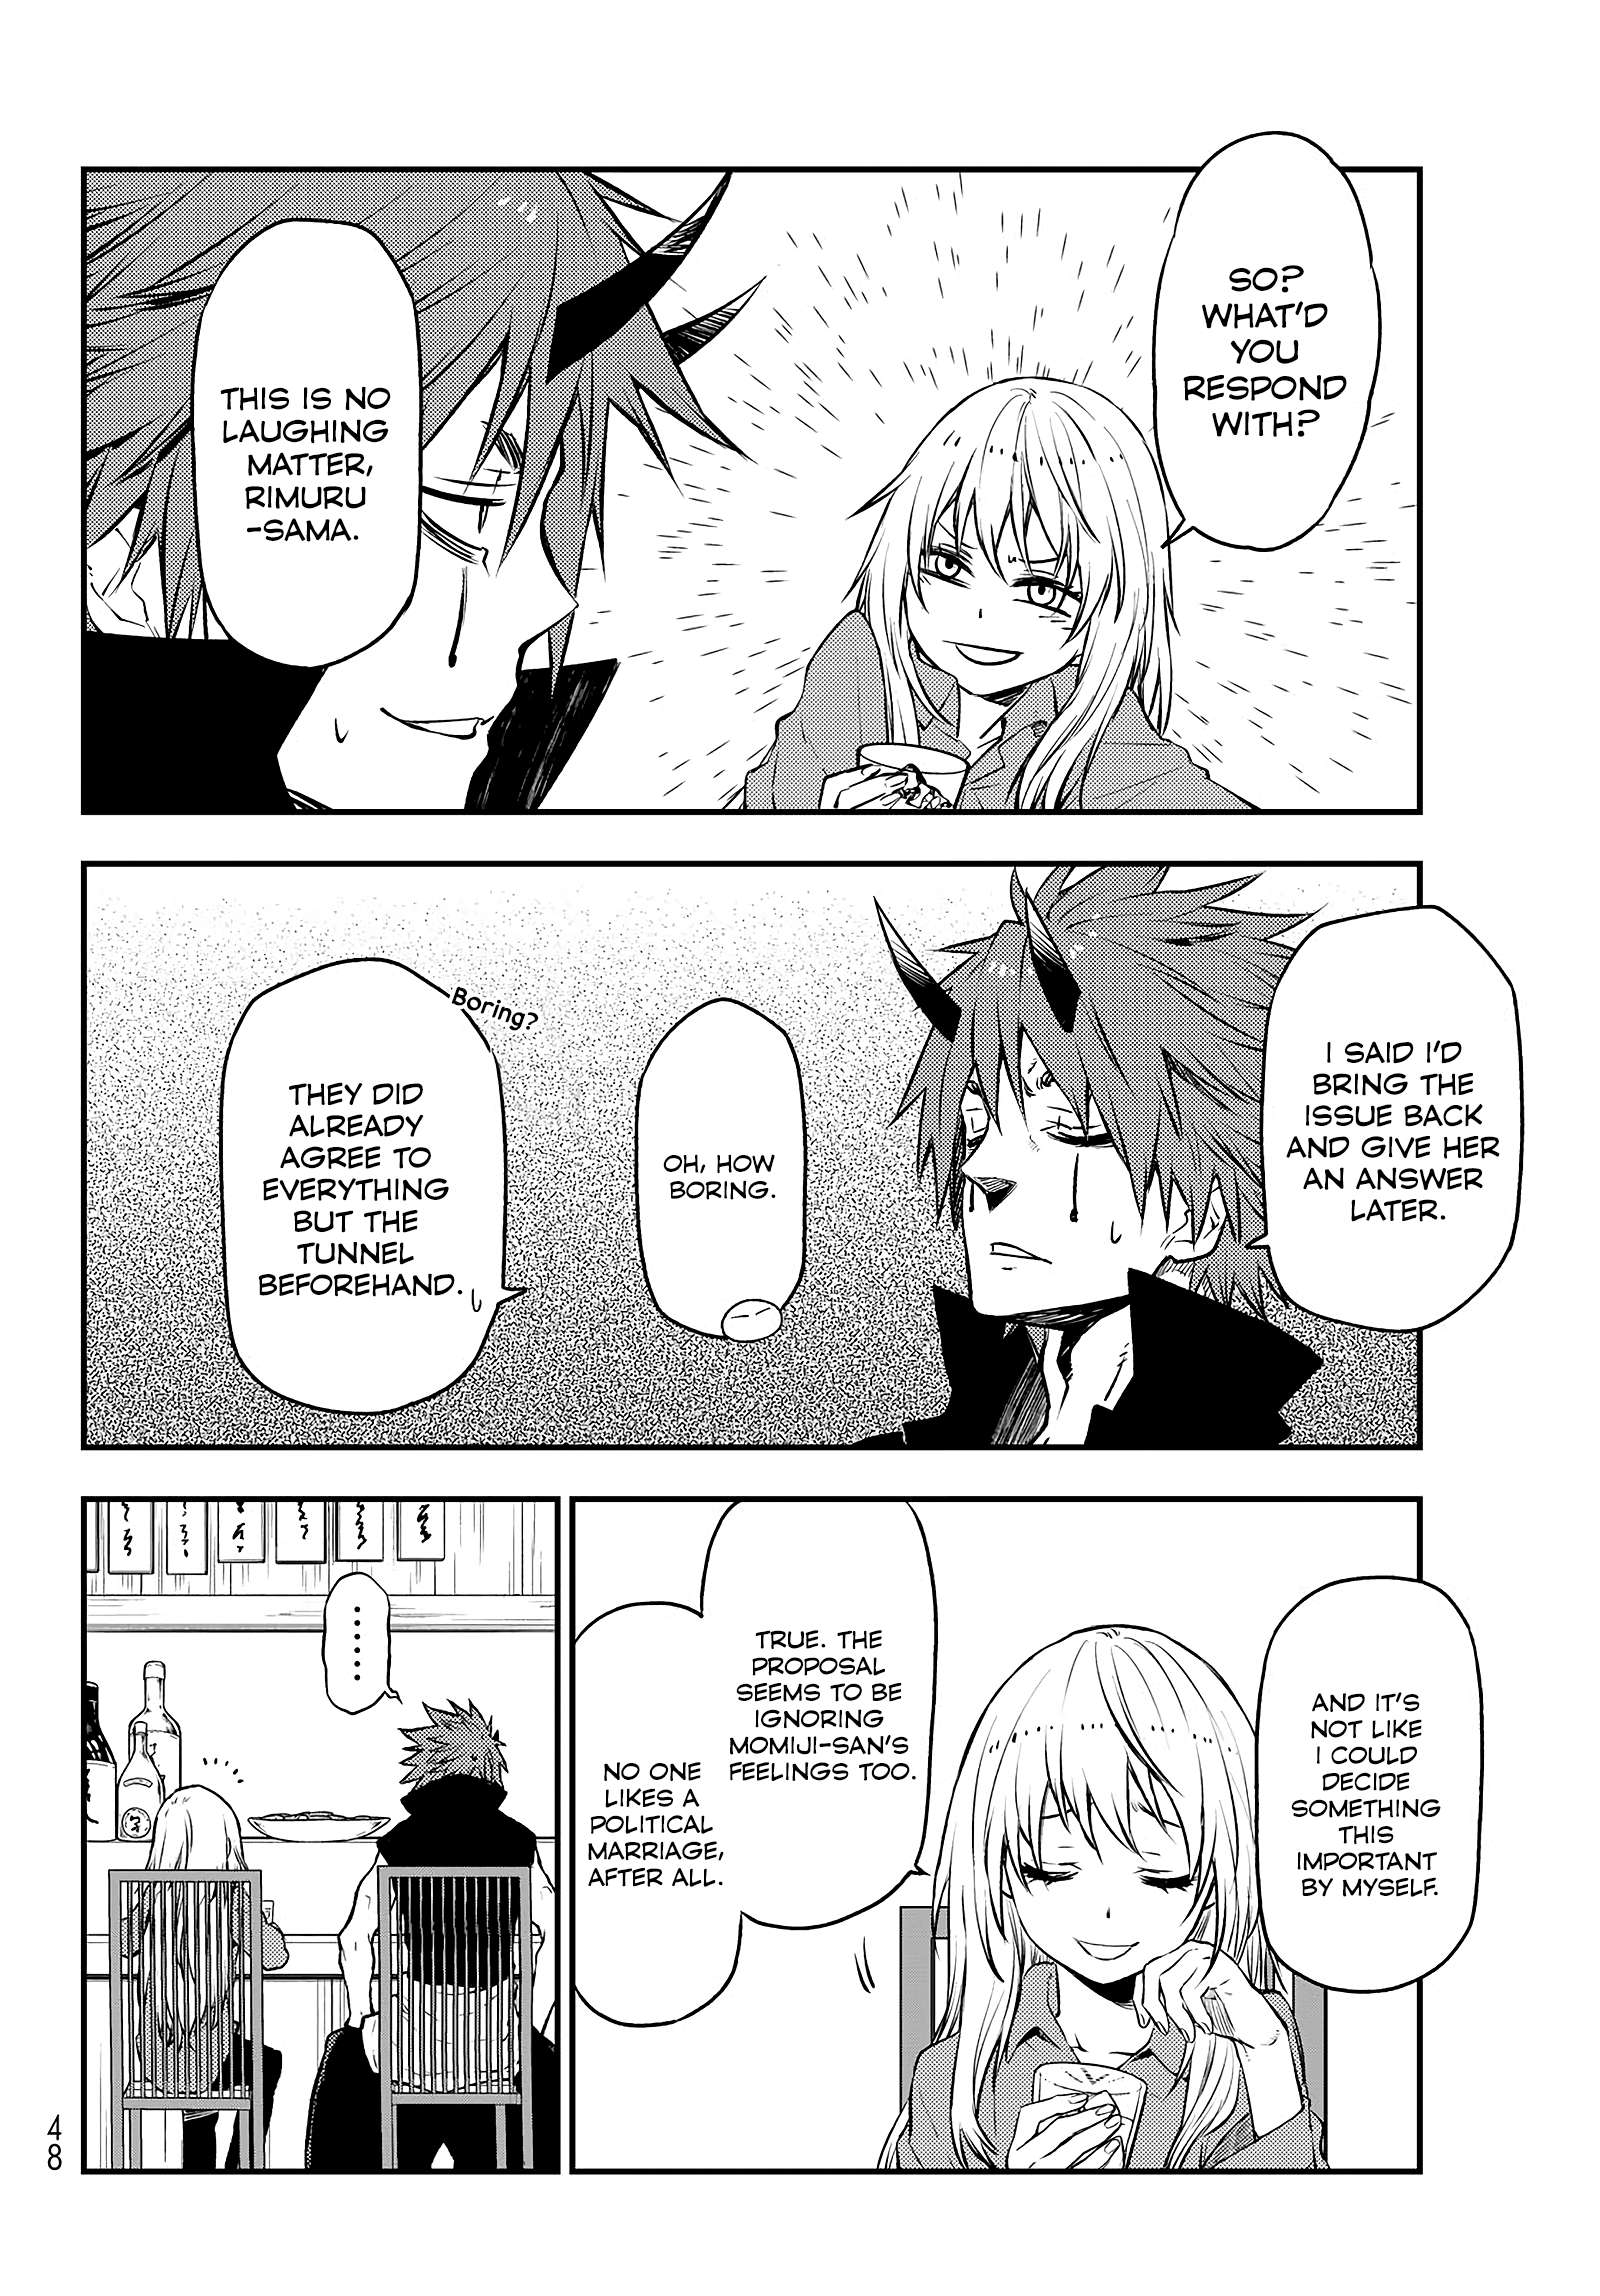 SO?
WHAT'D
YOU
RESPOND
WITH?
THIS IS NO
LAUGHING
MATTER,
RIMURU
-SAMA.
I SAID I'D
BRING THE
ISSUE BACK
AND GIVE HER
AN ANSWER
LATER.
OH, HOW
BORING.
Boring?
THEY DID
ALREADY
AGREE TO
EVERYTHING
BUT THE
TUNNEL
BEFOREHAND.
AND IT'S
NOT LIKE
I COULD
DECIDE
SOMETHING
THIS
IMPORTANT
BY MYSELF.
TRUE. THE
PROPOSAL
SEEMS TO BE
IGNORING
MOMIJI-SAN'S
FEELINGS TOO.
NO ONE
LIKES A
POLITICAL
MARRIAGE,
AFTER ALL.
......
48